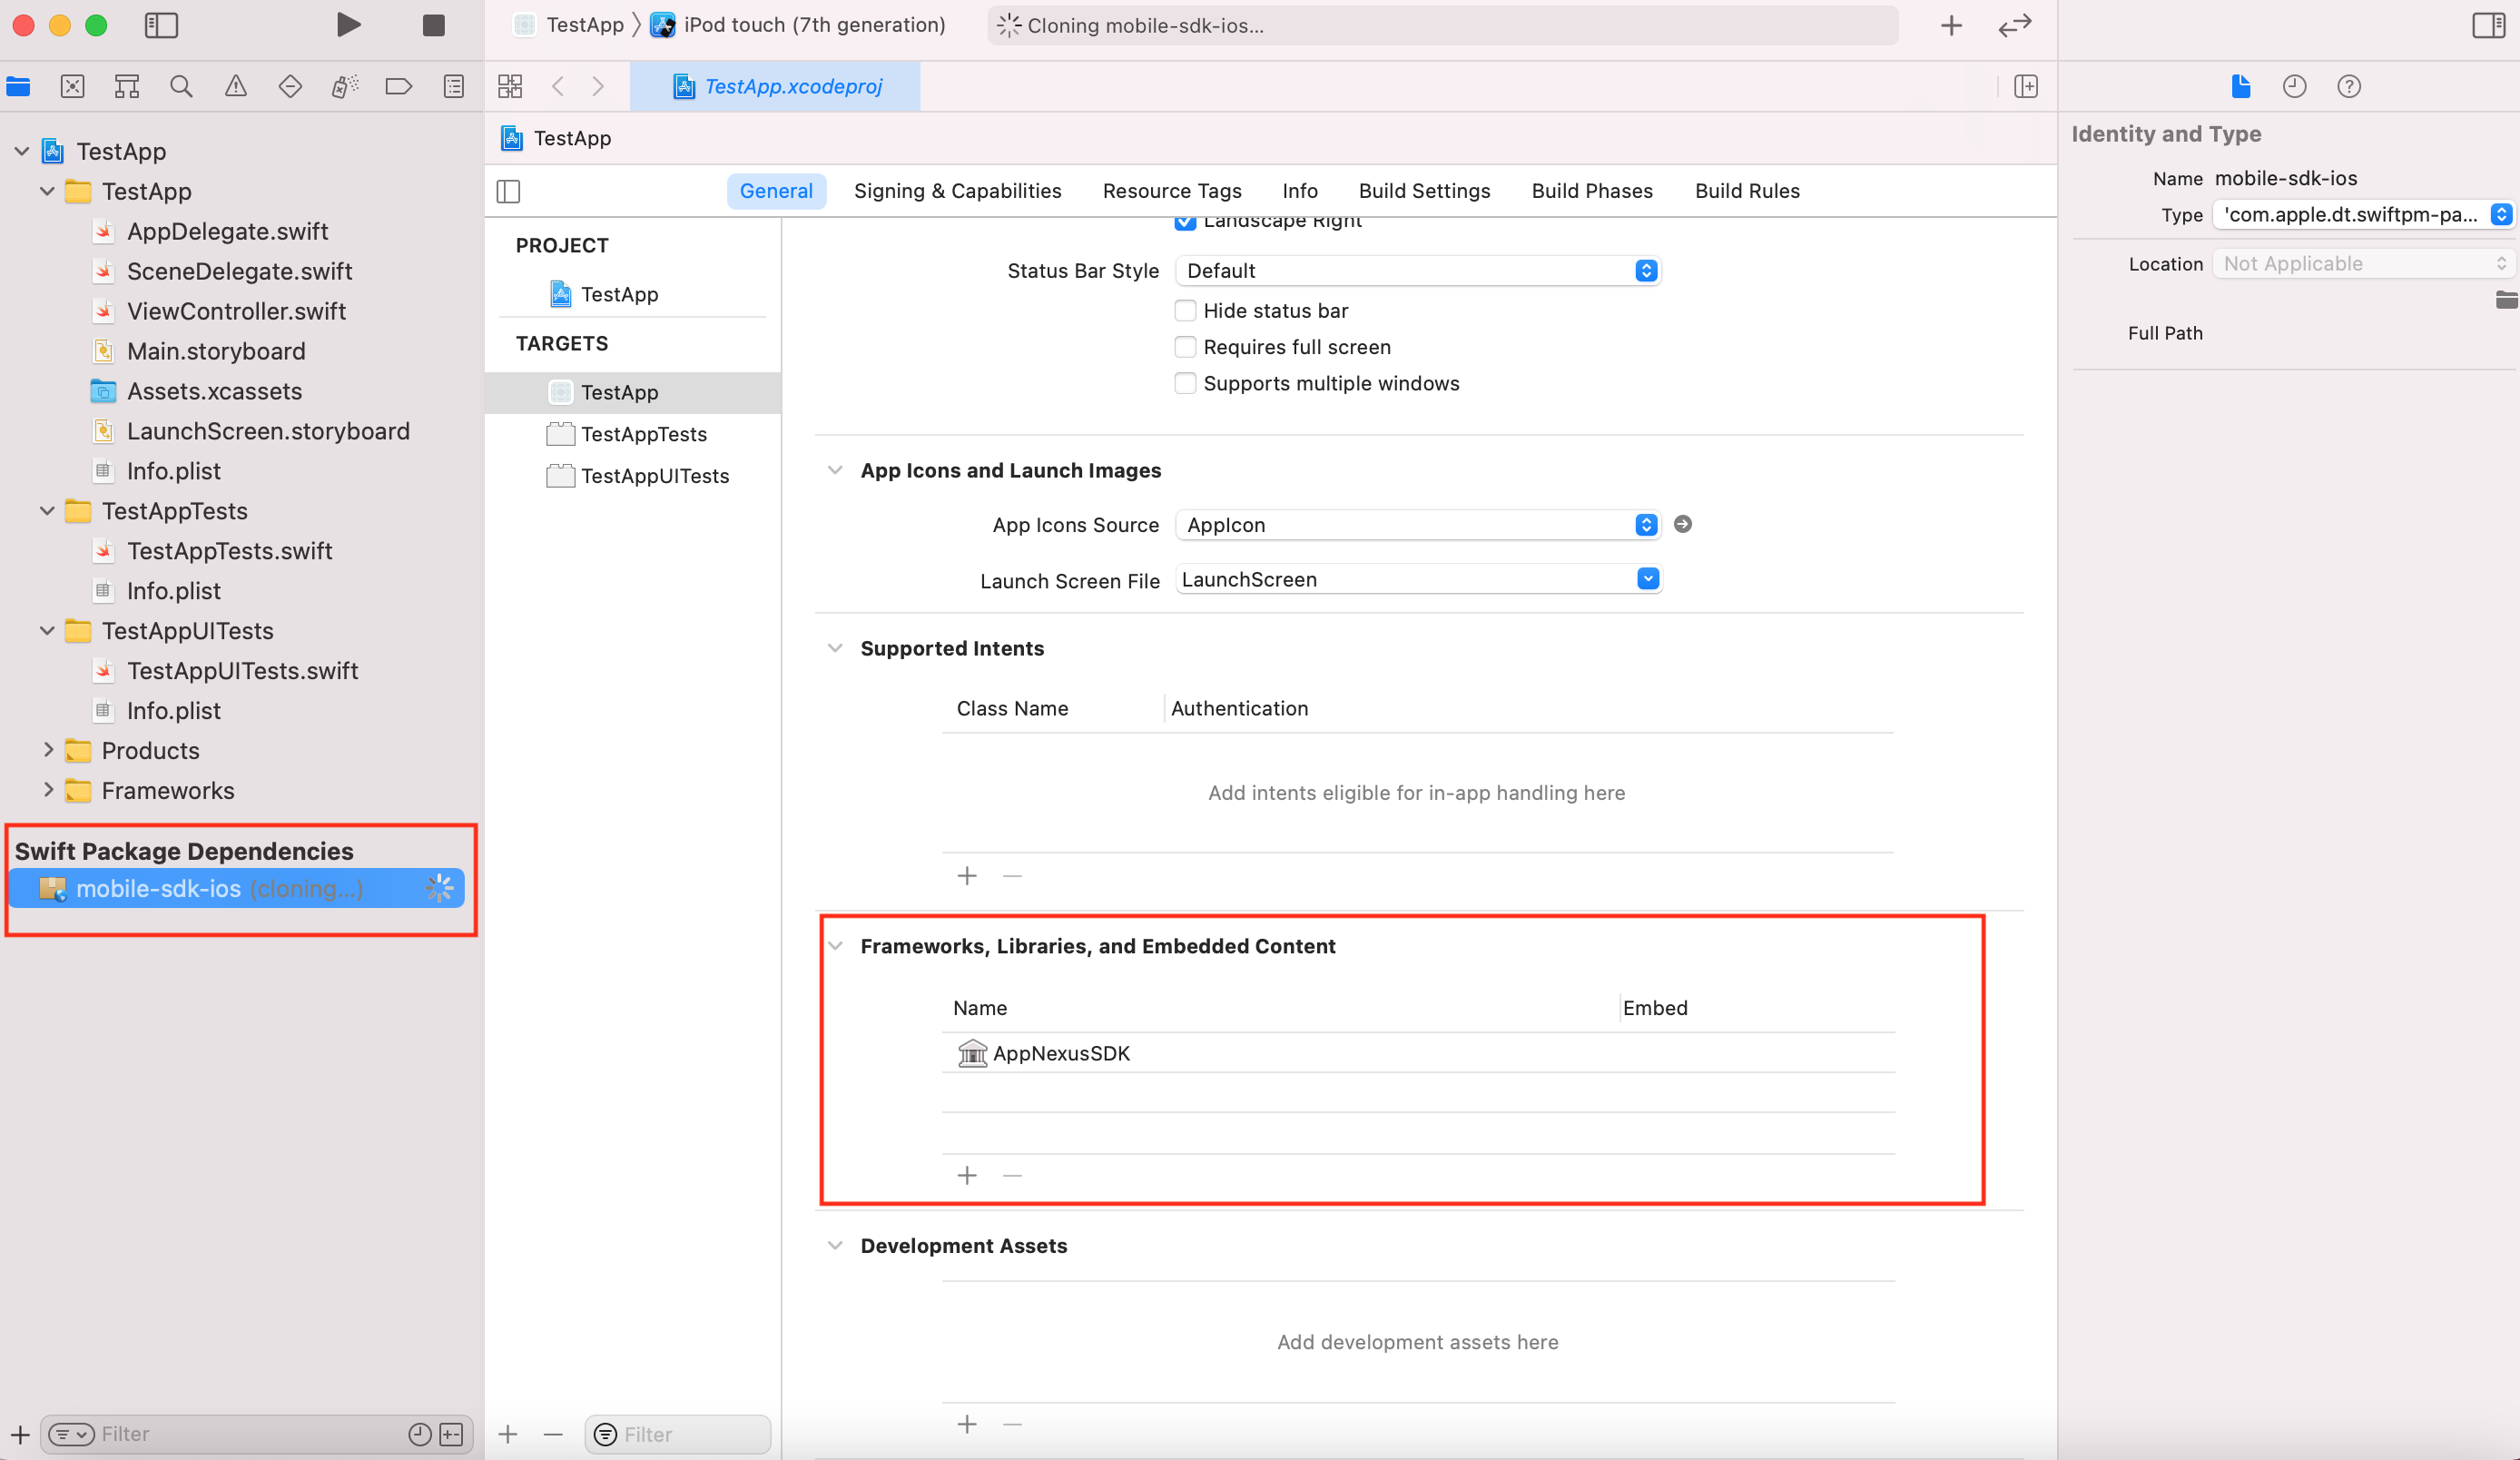 TestApp
iPod touch (7th generation)
Cloning mobile-sdk-ios...
TestApp.xcodeproj
TestApp
TestApp
TestApp
AppDelegate.swift
SceneDelegate.swift
ViewController.swift
Main.storyboard
Assets.xcassets
LaunchScreen.storyboard
Info.plist
TestAppTests
TestAppTests.swift
Info.plist
TestAppUITests
TestAppUITests.swift
Info.plist
Products
Frameworks
Swift Package Dependencies
mobile-sdk-ios (cloning...)
Filter
General
Signing & Capabilities
Resource Tags
Info
Build Settings
Build Phases
Build Rules
PROJECT
TestApp
TARGETS
TestApp
TestAppTests
TestAppUITests
Filter
Landscape Right
Status Bar Style Default
Hide status bar
Requires full screen
Supports multiple windows
App Icons and Launch Images
App Icons Source AppIcon
Launch Screen File LaunchScreen
Supported Intents
Class Name Authentication
Add intents eligible for in-app handling here
Frameworks, Libraries, and Embedded Content
Name Embed
AppNexusSDK
Development Assets
Add development assets here
Identity and Type
Name mobile-sdk-ios
Type 'com.apple.dt.swiftpm-pa...
Location Not Applicable
Full Path